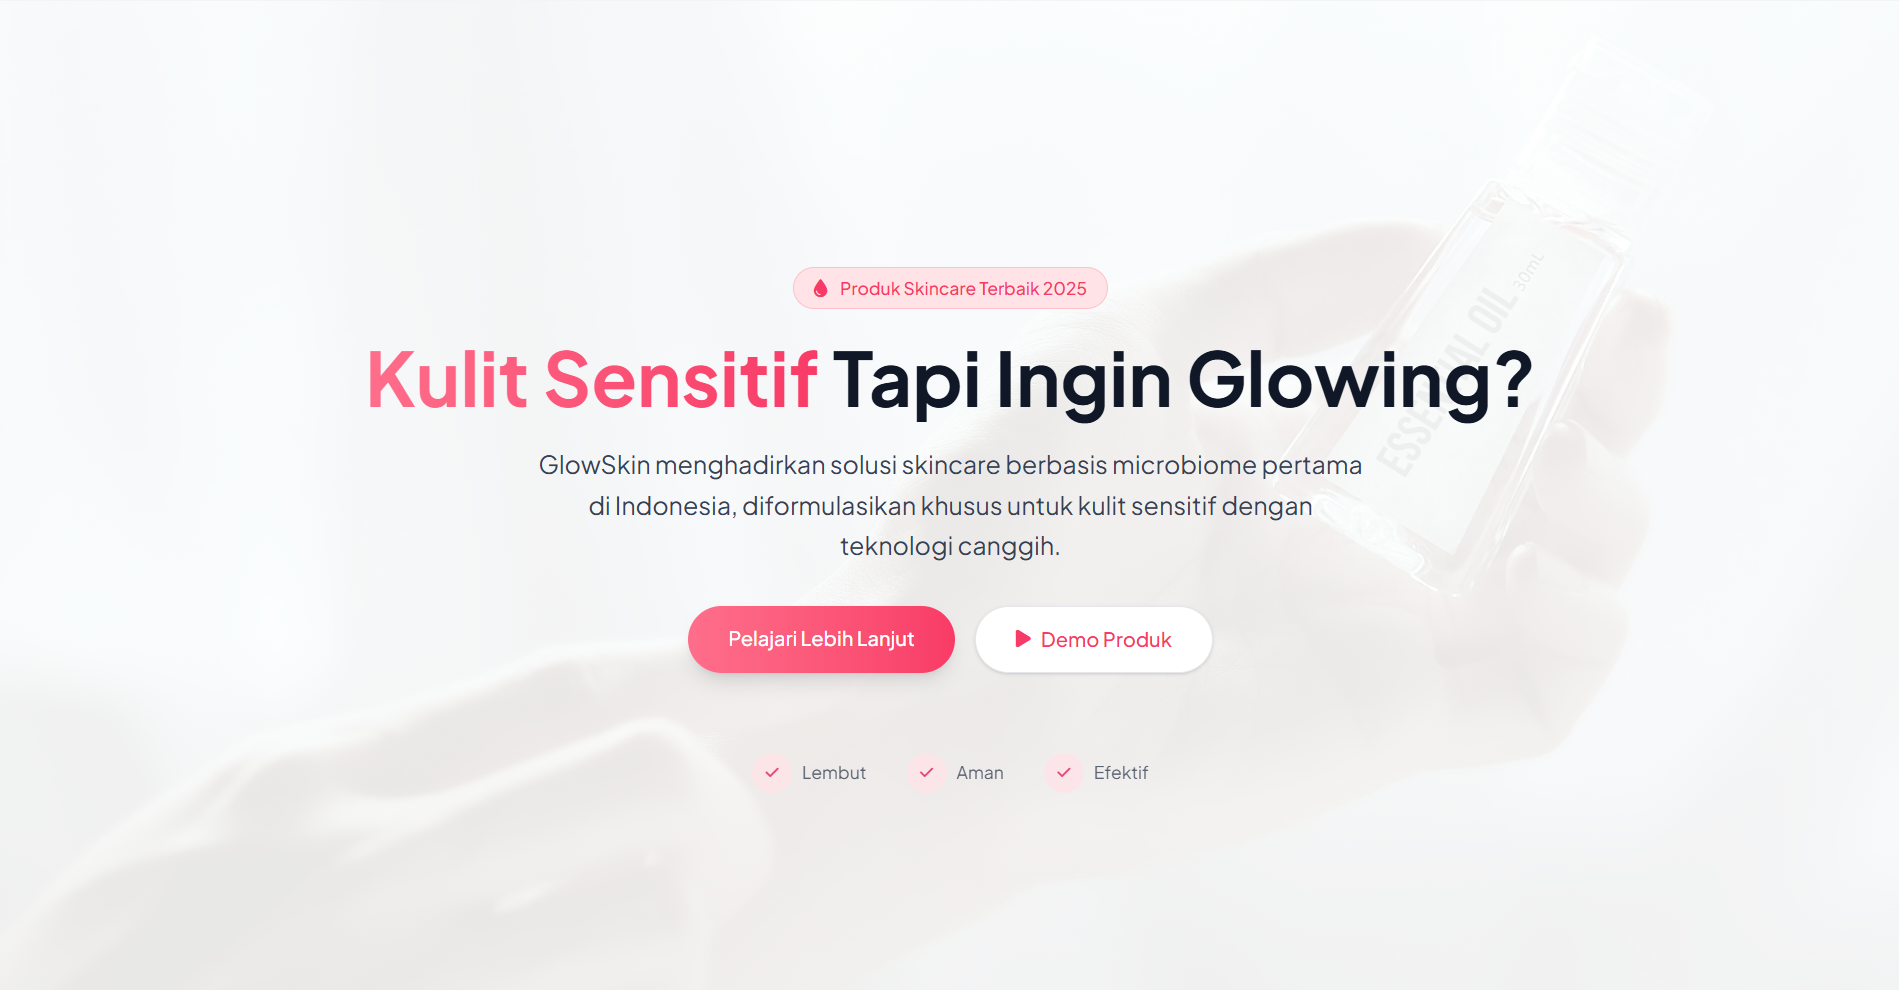 Produk Skincare Terbaik 2025
Kulit Sensitif Tapi Ingin Glowing?
GlowSkin menghadirkan solusi skincare berbasis microbiome pertama
di Indonesia, diformulasikan khusus untuk kulit sensitif dengan
teknologi canggih.
Pelajari Lebih Lanjut
Demo Produk
Lembut
Aman
Efektif
ESSENTIAL OIL 30mL